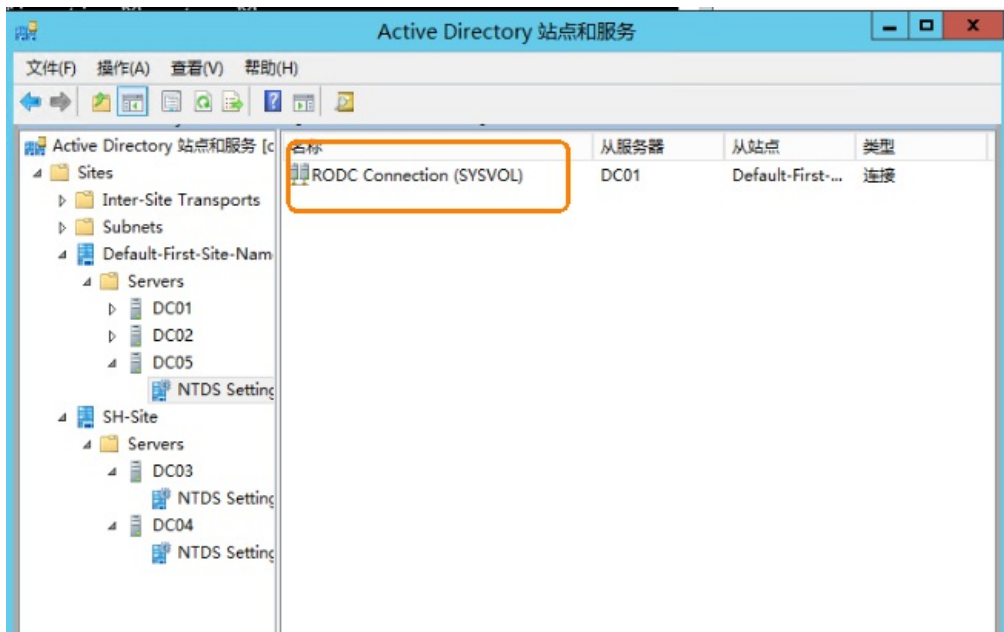 Active Directory 站点和服务
文件(F) 操作(A) 查看(V) 帮助(H)
Active Directory 站点和服务 [c
Sites
Inter-Site Transports
Subnets
Default-First-Site-Nam
Servers
DC01
DC02
DC05
NTDS Setting
SH-Site
Servers
DC03
NTDS Setting
DC04
NTDS Setting
名称 从服务器 从站点 类型
RODC Connection (SYSVOL) DC01 Default-First-... 连接